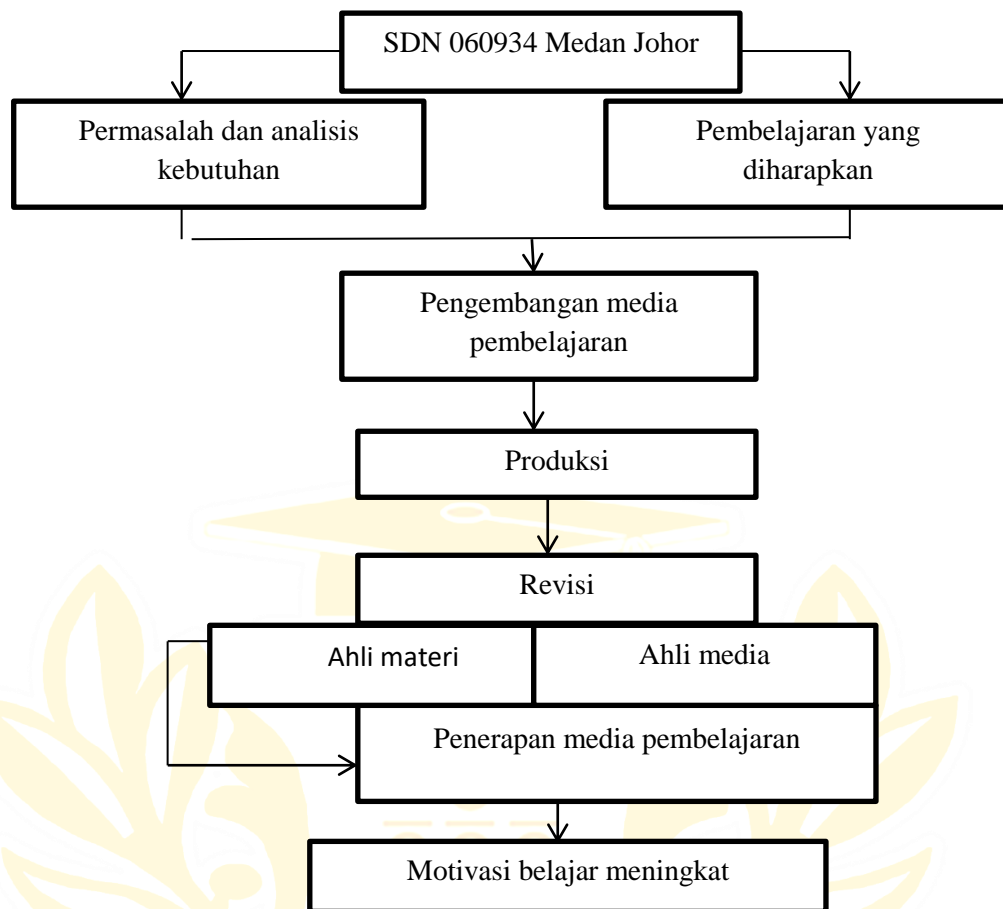 SDN 060934 Medan Johor
Permasalah dan analisis
kebutuhan
Pembelajaran yang
diharapkan
Pengembangan media
pembelajaran
Produksi
Revisi
Ahli materi
Ahli media
Penerapan media pembelajaran
Motivasi belajar meningkat